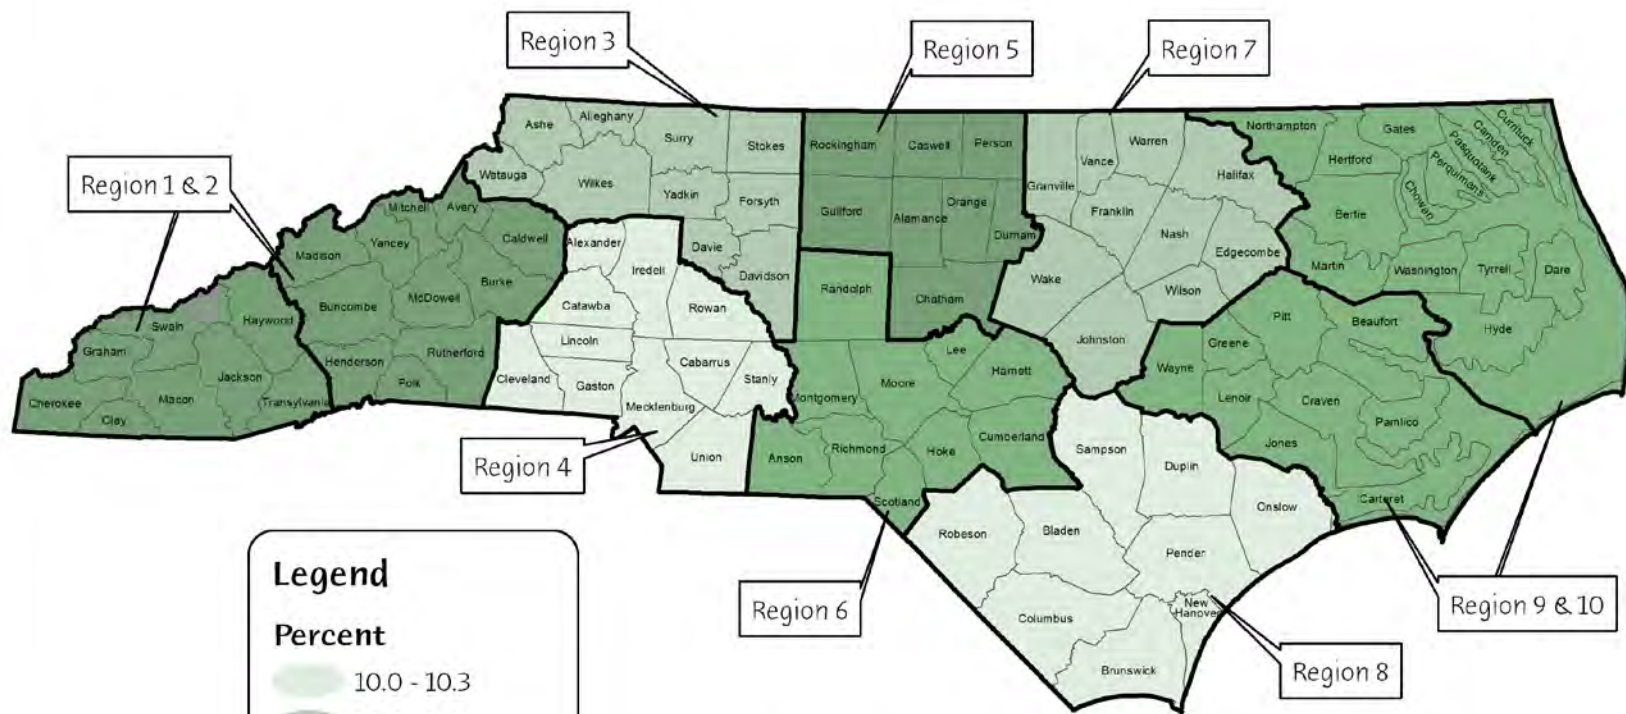 Region 3
Region 5
Region 7
Region 1 & 2
Ashe
Alleghany
Surry
Stokes
Rockingham
Caswell
Person
Vance
Warren
Northampton
Gates
Camden
Currituck
Pasquotank
Perquimans
Hertford
Watauga
Wilkes
Yadkin
Forsyth
Granville
Halifax
Chowan
Mitchell
Avery
Guilford
Alamance
Orange
Durham
Franklin
Nash
Bertie
Madison
Yancey
Caldwell
Alexander
Iredell
Davie
Davidson
Edgecombe
Martin
Washington
Tyrrell
Dare
Buncombe
McDowell
Burke
Catawba
Rowan
Randolph
Chatham
Wake
Wilson
Swain
Haywood
Pitt
Beaufort
Hyde
Graham
Henderson
Rutherford
Lincoln
Cabarrus
Stanly
Lee
Johnston
Greene
Wayne
Jackson
Polk
Cleveland
Gaston
Moore
Harnett
Cherokee
Clay
Macon
Transylvania
Mecklenburg
Montgomery
Lenoir
Craven
Pamlico
Region 4
Union
Anson
Richmond
Hoke
Cumberland
Sampson
Duplin
Jones
Scotland
Onslow
Carteret
Robeson
Bladen
Pender
Region 6
Columbus
New
Hanover
Brunswick
Region 8
Region 9 & 10
Legend
Percent
10.0 - 10.3